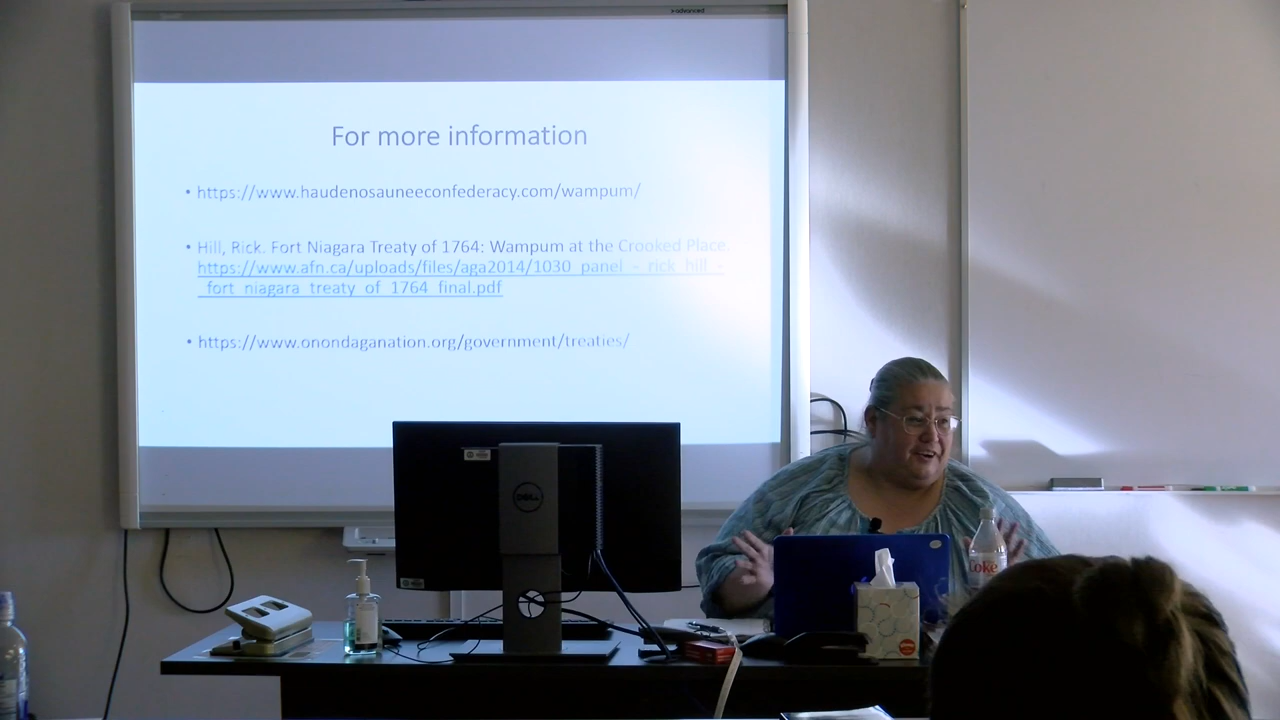 For more information
• https://www.haudenosauneeconfederacy.com/wampum/
• Hill, Rick. Fort Niagara Treaty of 1764: Wampum at the Crooked Place.
https://www.afn.ca/uploads/files/aga2014/1030_panel_-_rick_hill_-
_fort_niagara_treaty_of_1764_final.pdf
• https://www.onondaganation.org/government/treaties/
DELL
Coke